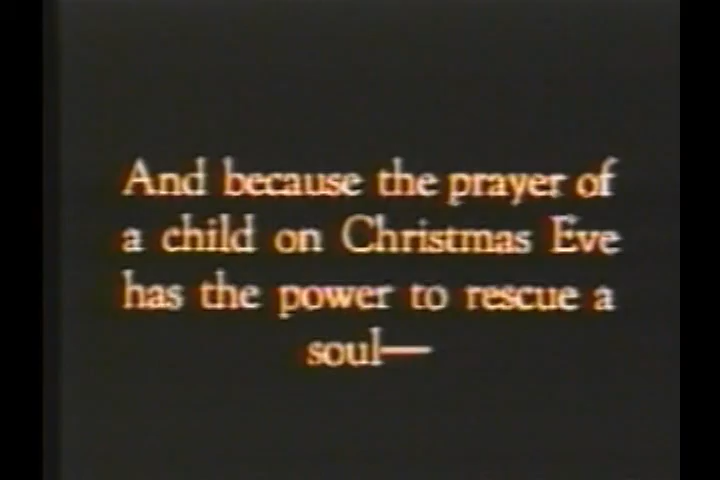 And because the prayer of
a child on Christmas Eve
has the power to rescue a
soul—